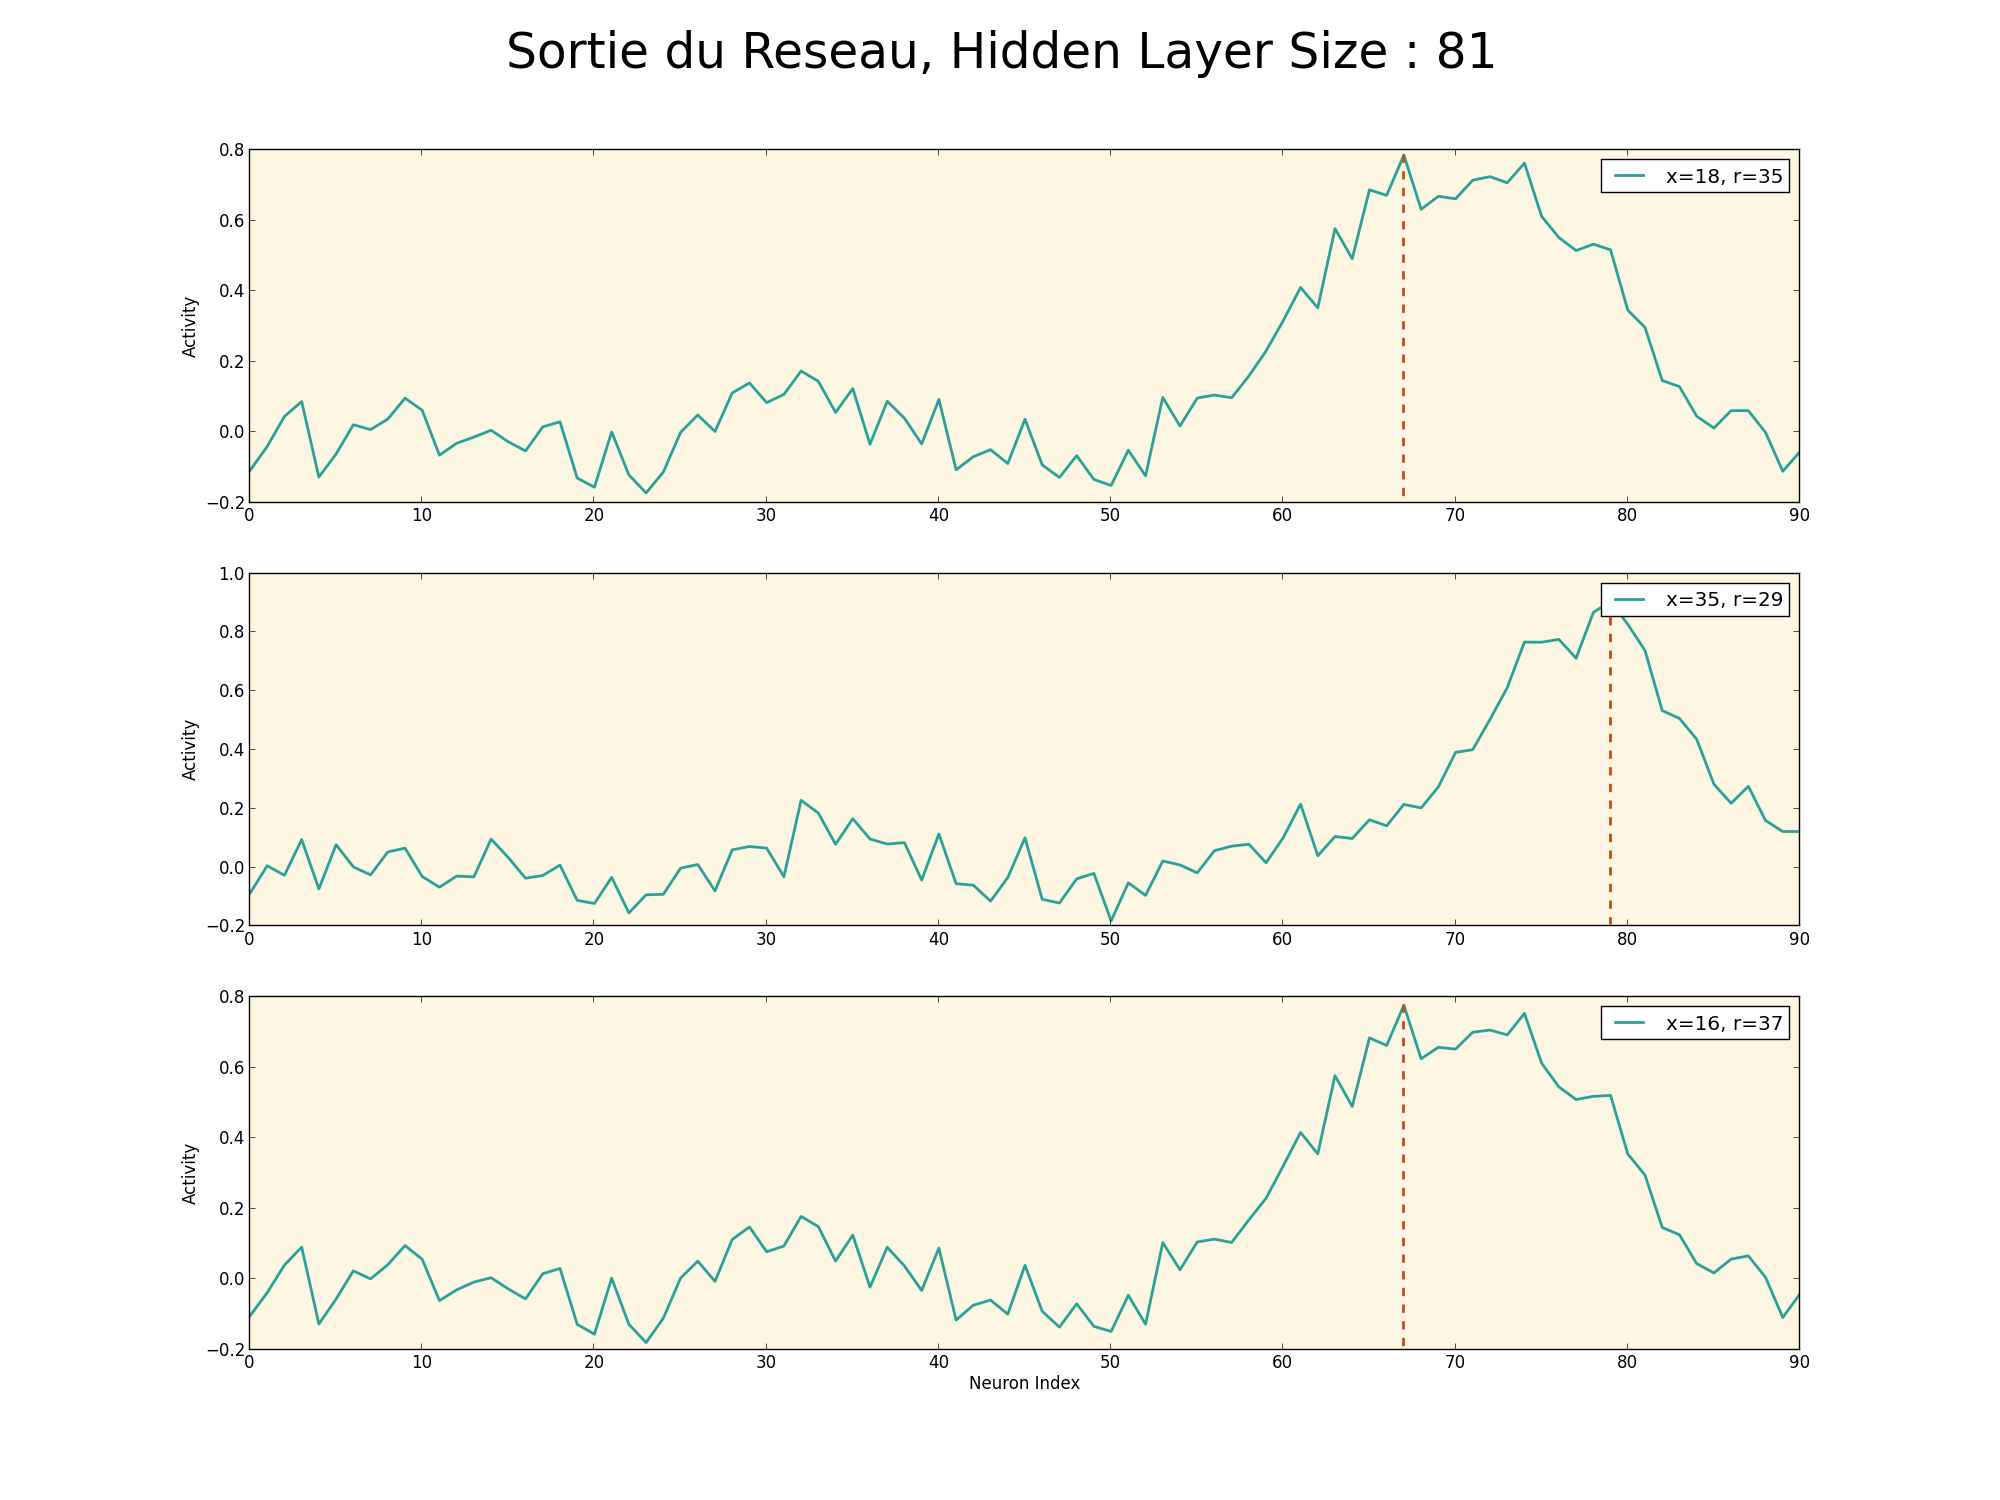 Sortie du Reseau, Hidden Layer Size : 81
0.8
0.6
0.4
0.2
0.0
−0.2
Activity
x=18, r=35
0 10 20 30 40 50 60 70 80 90
1.0
0.8
0.6
0.4
0.2
0.0
−0.2
Activity
x=35, r=29
0 10 20 30 40 50 60 70 80 90
0.8
0.6
0.4
0.2
0.0
−0.2
Activity
x=16, r=37
0 10 20 30 40 50 60 70 80 90
Neuron Index